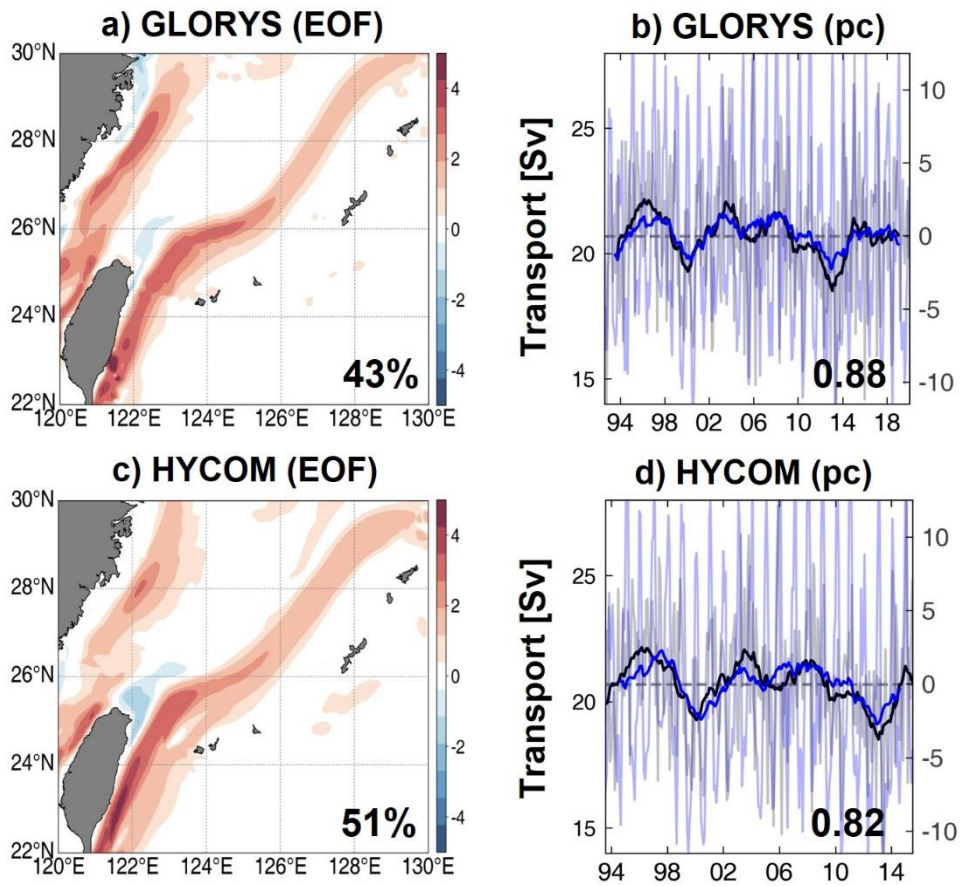 a) GLORYS (EOF)
b) GLORYS (pc)
30°N
28°N
26°N
24°N
22°N
120°E 122°E 124°E 126°E 128°E 130°E
43%
4
2
0
-2
-4
Transport [Sv]
25
20
15
94 98 02 06 10 14 18
10
5
0
-5
-10
0.88
c) HYCOM (EOF)
d) HYCOM (pc)
30°N
28°N
26°N
24°N
22°N
120°E 122°E 124°E 126°E 128°E 130°E
51%
4
2
0
-2
-4
Transport [Sv]
25
20
15
94 98 02 06 10 14
10
5
0
-5
-10
0.82